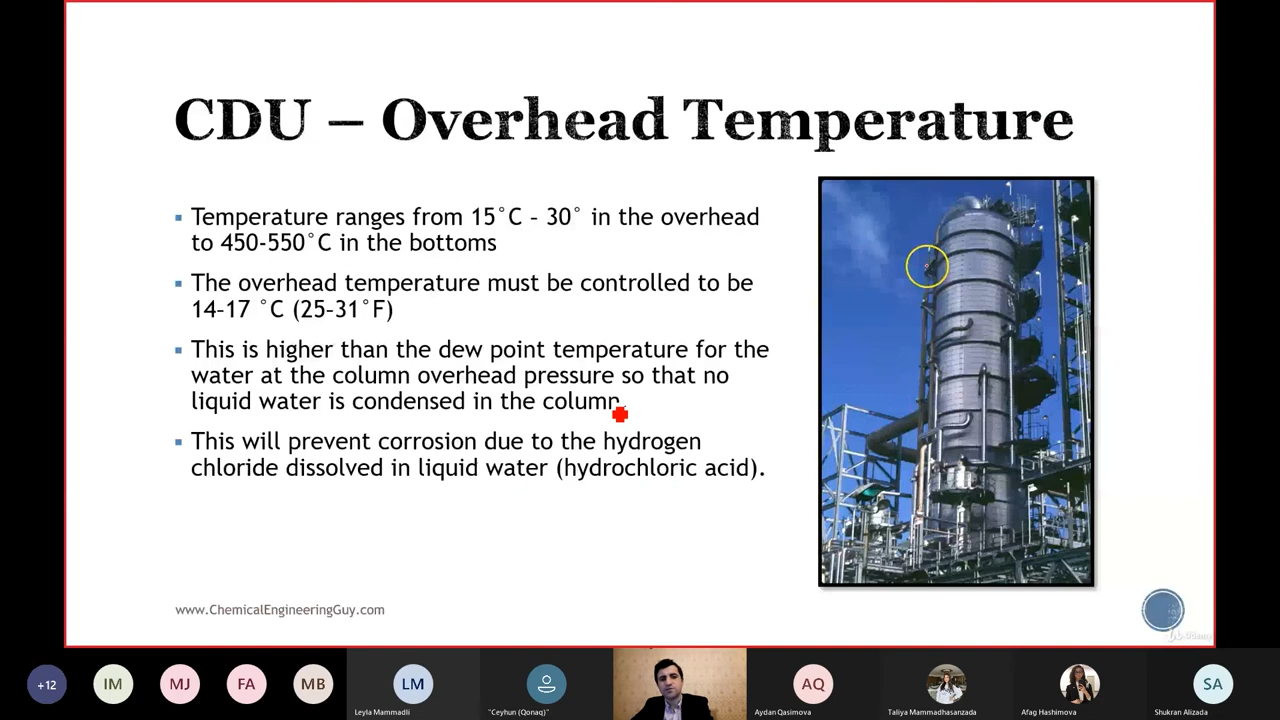 CDU – Overhead Temperature
▪ Temperature ranges from 15°C – 30° in the overhead
to 450-550°C in the bottoms
▪ The overhead temperature must be controlled to be
14–17 °C (25–31°F)
▪ This is higher than the dew point temperature for the
water at the column overhead pressure so that no
liquid water is condensed in the column
▪ This will prevent corrosion due to the hydrogen
chloride dissolved in liquid water (hydrochloric acid).
www.ChemicalEngineeringGuy.com
Udemy
+12
IM
MJ
FA
MB
LM
AQ
SA
Leyla Mammadli
"Ceyhun (Qonaq)"
Aydan Qasimova
Taliya Mammadhasanzada
Afag Hashimova
Shukran Alizada